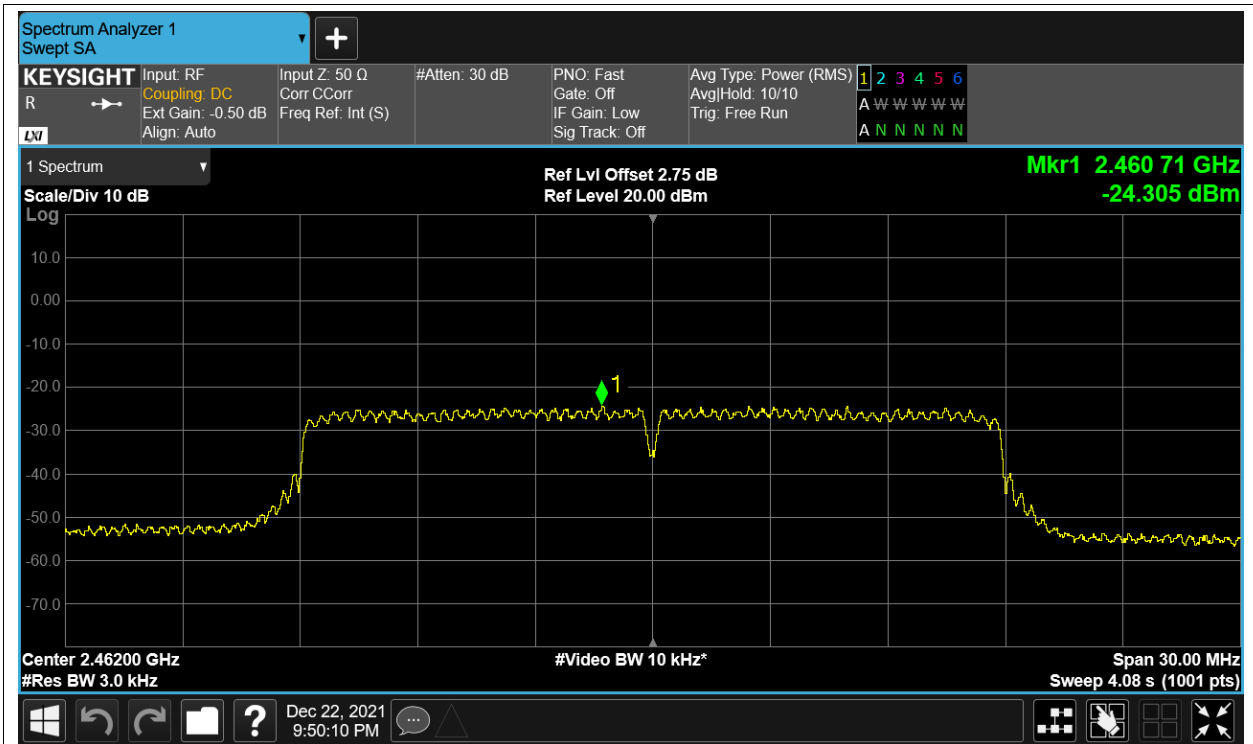 Spectrum Analyzer 1
Swept SA
▼
+
KEYSIGHT
R
LXI
Input: RF
Coupling: DC
Ext Gain: -0.50 dB
Align: Auto
Input Z: 50 Ω
Corr CCorr
Freq Ref: Int (S)
#Atten: 30 dB
PNO: Fast
Gate: Off
IF Gain: Low
Sig Track: Off
Avg Type: Power (RMS)
Avg|Hold: 10/10
Trig: Free Run
1 2 3 4 5 6
A W W W W W
A N N N N N
1 Spectrum ▼
Scale/Div 10 dB
Ref Lvl Offset 2.75 dB
Ref Level 20.00 dBm
Mkr1 2.460 71 GHz
-24.305 dBm
Log
10.0
0.00
-10.0
-20.0
-30.0
-40.0
-50.0
-60.0
-70.0
1
Center 2.46200 GHz
#Res BW 3.0 kHz
#Video BW 10 kHz*
Span 30.00 MHz
Sweep 4.08 s (1001 pts)
?
Dec 22, 2021
9:50:10 PM